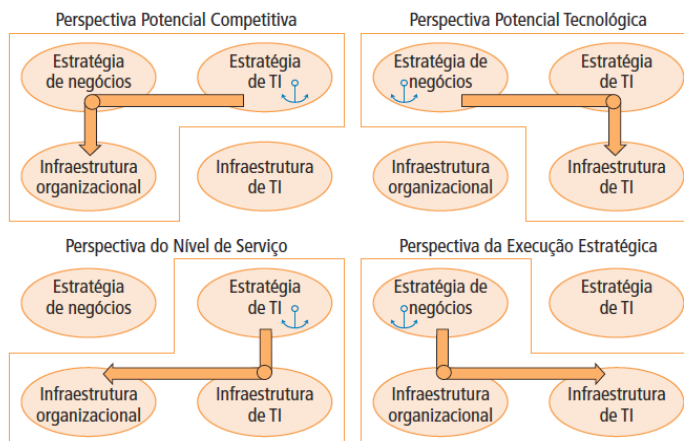 Perspectiva Potencial Competitiva
Estratégia
de negócios
Estratégia
de TI
Infraestrutura
organizacional
Infraestrutura
de TI
Perspectiva Potencial Tecnológica
Estratégia de
negócios
Estratégia
de TI
Infraestrutura
organizacional
Infraestrutura
de TI
Perspectiva do Nível de Serviço
Estratégia
de negócios
Estratégia
de TI
Infraestrutura
organizacional
Infraestrutura
de TI
Perspectiva da Execução Estratégica
Estratégia de
negócios
Estratégia
de TI
Infraestrutura
organizacional
Infraestrutura
de TI